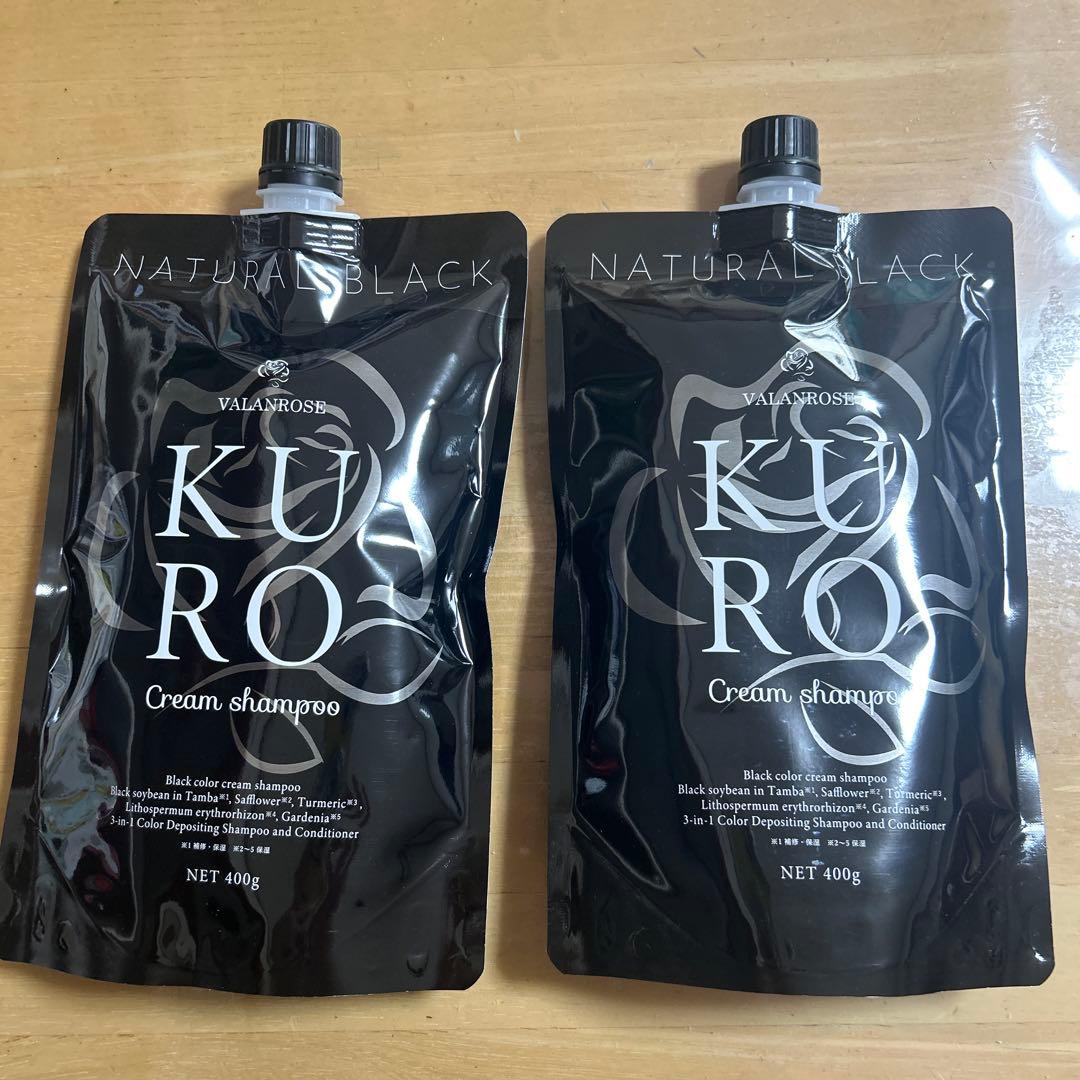 NATURAL BLACK
VALANROSE
KU
RO
Cream shampoo
Black color cream shampoo
Black soybean in Tamba※1, Safflower※2, Turmeric※3,
Lithospermum erythrorhizon※4, Gardenia※5
3-in-1 Color Depositing Shampoo and Conditioner
※1 補修・保湿 ※2～5 保湿
NET 400g
NATURAL LACK
VALANROSE
KU
RO
Cream shampo
Black color cream shampoo
Black soybean in Tamba※1, Safflower※2, Turmeric※3,
Lithospermum erythrorhizon※4, Gardenia※5
3-in-1 Color Depositing Shampoo and Conditioner
※1 補修・保湿 ※2～5 保湿
NET 400g